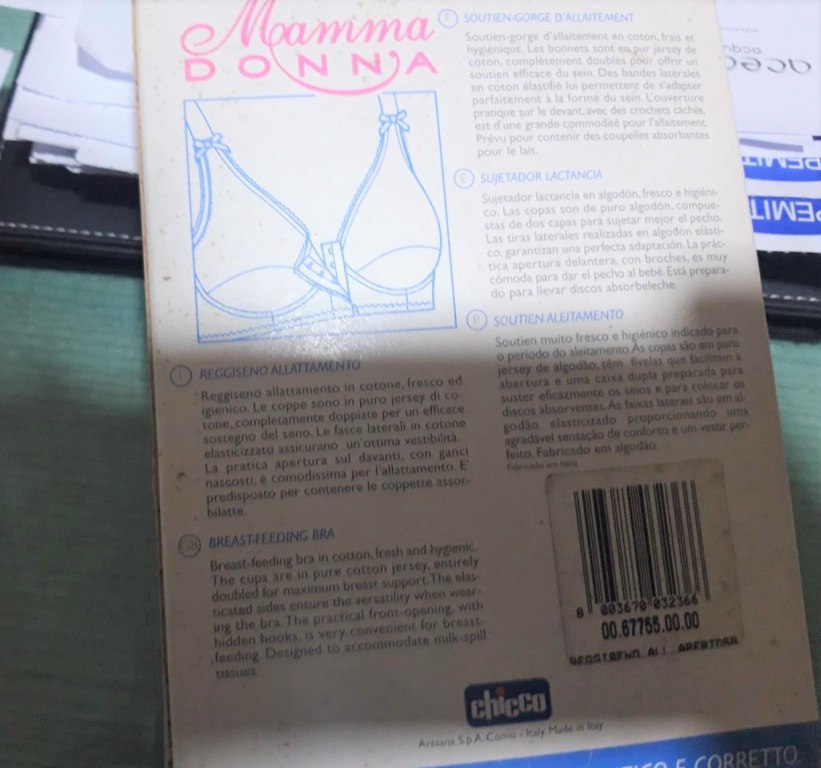 Mamma
DONNA
F SOUTIEN-GORGE D'ALLAITEMENT
Soutien-gorge d'allaitement en coton, frais et
hygiénique. Les bonnets sont en pur jersey de
coton, complètement doublés pour offrir un
soutien efficace du sein. Des bandes latérales
en coton élastifié lui permettent de s'adapter
parfaitement à la forme du sein. L'ouverture
pratique sur le devant, avec des crochets cachés,
est d'une grande commodité pour l'allaitement.
Prévu pour contenir des coupelles absorbantes
pour le lait.
E SUJETADOR LACTANCIA
Sujetador lactancia en algodón, fresco e higiéni-
co. Las copas son de puro algodón, compue-
stas de dos capas para sujetar mejor el pecho.
Las tiras laterales realizadas en algodón elásti-
co, garantizan una perfecta adaptación. La prác-
tica apertura delantera, con broches, es muy
cómoda para dar el pecho al bebé. Está prepara-
do para llevar discos absorbeleche.
P SOUTIEN ALEITAMENTO
Soutien muito fresco e higiénico indicado para
o período do aleitamento. As copas são em puro
jersey de algodão, têm fivelas que facilitam a
abertura e uma caixa dupla preparada para
suster eficazmente os seios e para colocar os
discos absorventes. As faixas laterais são em al-
godão elasticizado proporcionando uma
agradável sensação de conforto e um vestir per-
feito. Fabricado em algodão.
Fabricado em Italia
I REGGISENO ALLATTAMENTO
Reggiseno allattamento in cotone, fresco ed
igienico. Le coppe sono in puro jersey di co-
tone, completamente doppiate per un efficace
sostegno del seno. Le fasce laterali in cotone
elasticizzato assicurano un'ottima vestibilità.
La pratica apertura sul davanti, con ganci
nascosti, è comodissima per l'allattamento. E'
predisposto per contenere le coppette assor-
bilatte.
GB BREAST-FEEDING BRA
Breast-feeding bra in cotton, fresh and hygienic.
The cups are in pure cotton jersey, entirely
doubled for maximum breast support. The elas-
ticated sides ensure the versatility when wear-
ing the bra. The practical front-opening, with
hidden hooks, is very convenient for breast-
feeding. Designed to accommodate milk-spill
tissues.
8 003670 032366
00.67755.00.00
REGGISENO ALL APERTURA
chicco
Artsana S.p.A. Como - Italy. Made in Italy
E CORRETTO